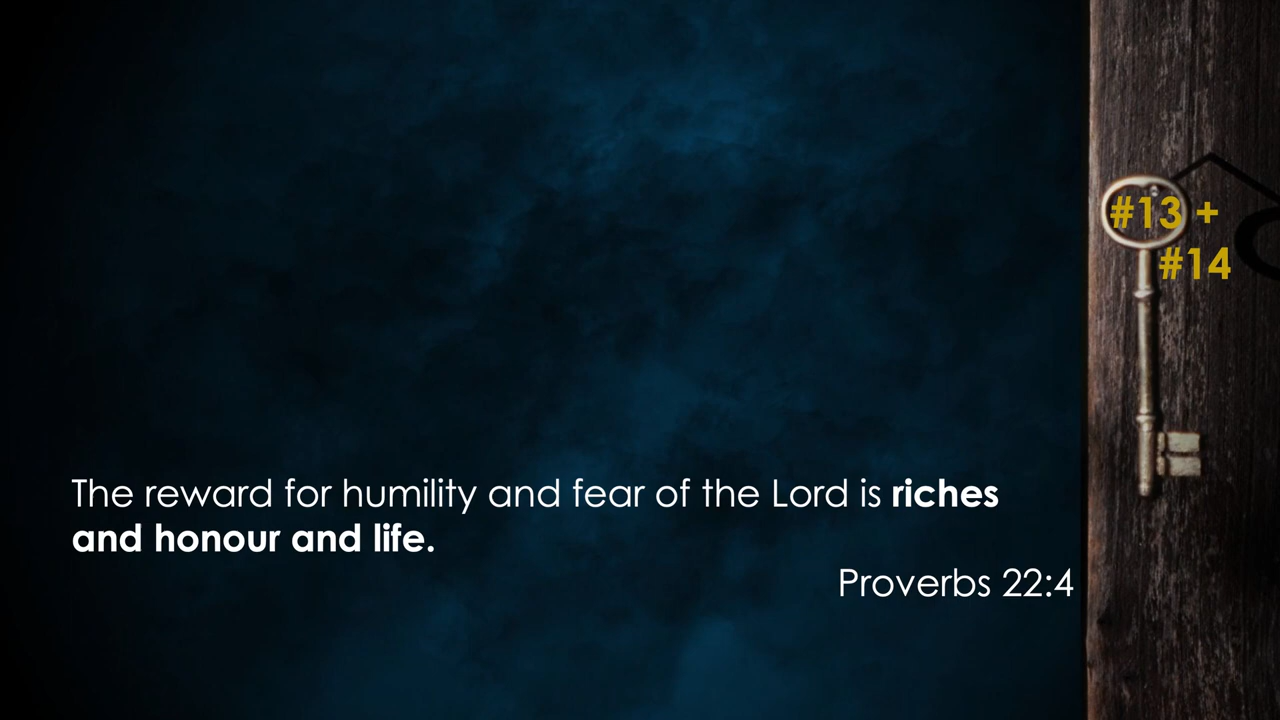 #13 +
#14
The reward for humility and fear of the Lord is riches
and honour and life.
Proverbs 22:4